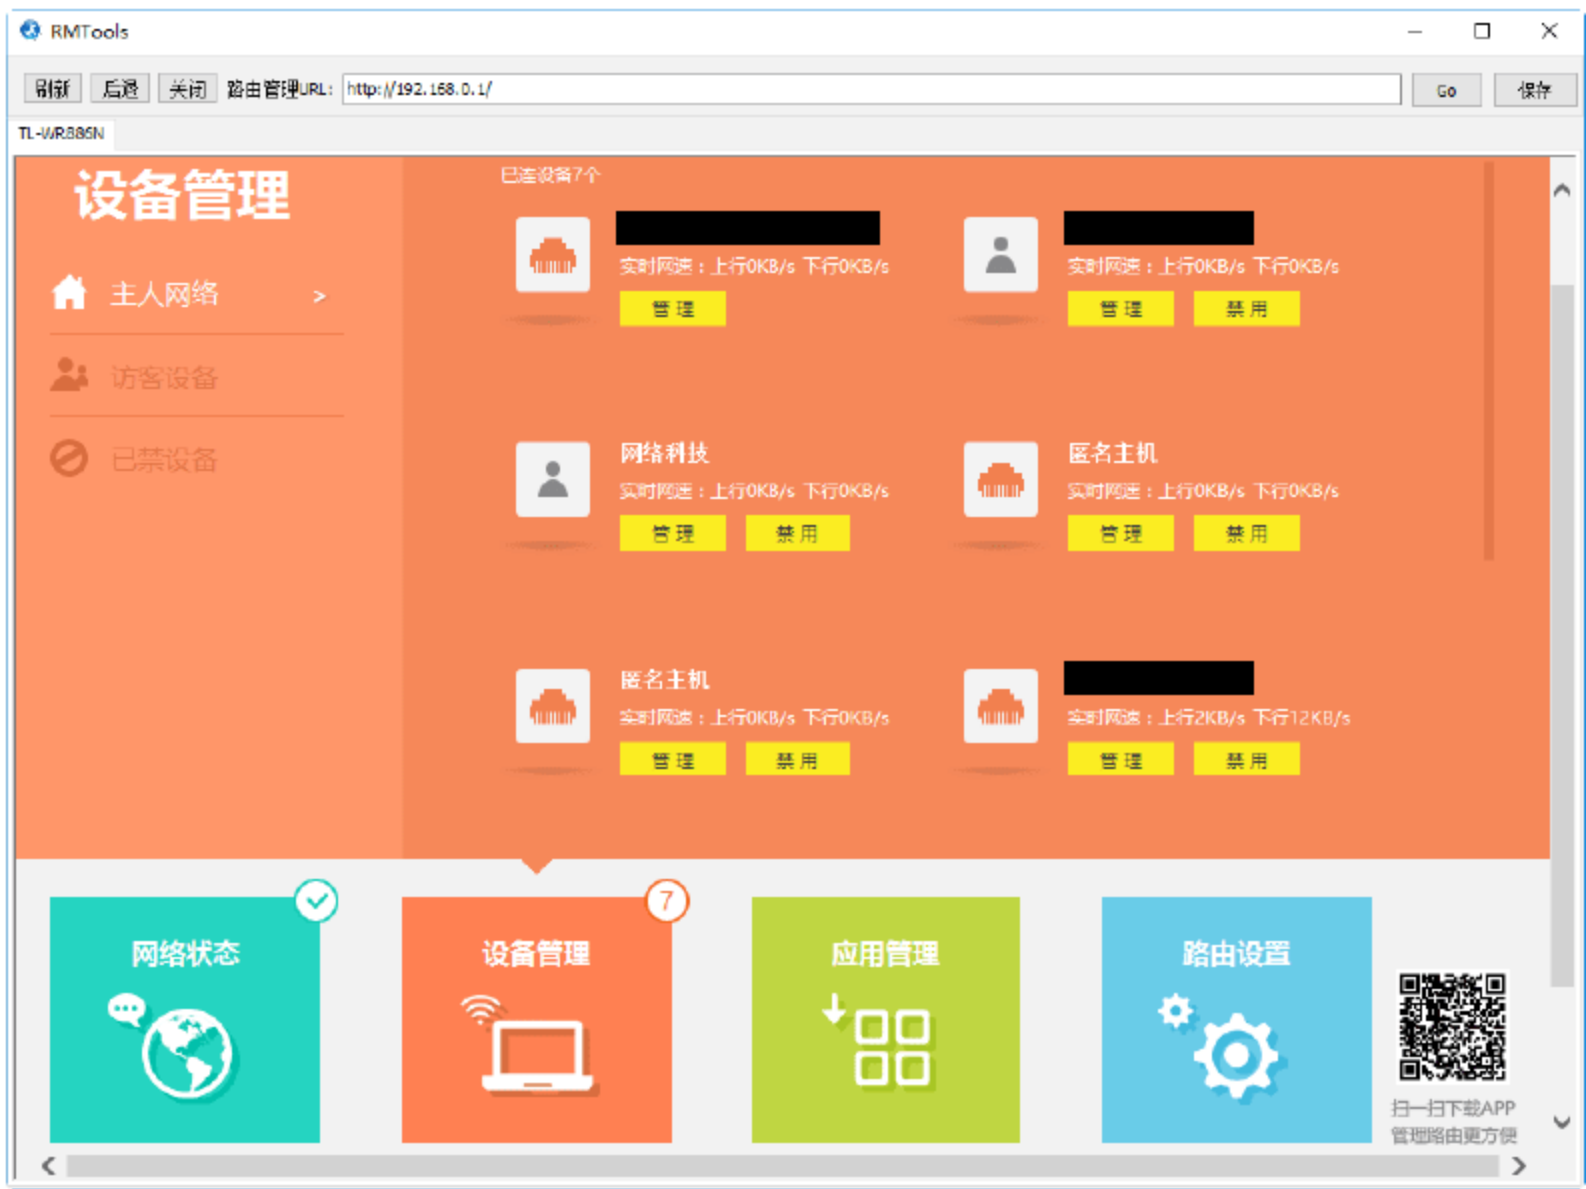 RMTools
刷新 后退 关闭 路由管理URL: http://192.168.0.1/ Go 保存
TL-WR886N
设备管理
主人网络 >
访客设备
已禁设备
已连设备7个
实时网速：上行0KB/s 下行0KB/s
管 理
实时网速：上行0KB/s 下行0KB/s
管 理 禁 用
网络科技
实时网速：上行0KB/s 下行0KB/s
管 理 禁 用
匿名主机
实时网速：上行0KB/s 下行0KB/s
管 理 禁 用
匿名主机
实时网速：上行0KB/s 下行0KB/s
管 理 禁 用
实时网速：上行2KB/s 下行12KB/s
管 理 禁 用
网络状态
7
设备管理
应用管理
路由设置
扫一扫下载APP
管理路由更方便